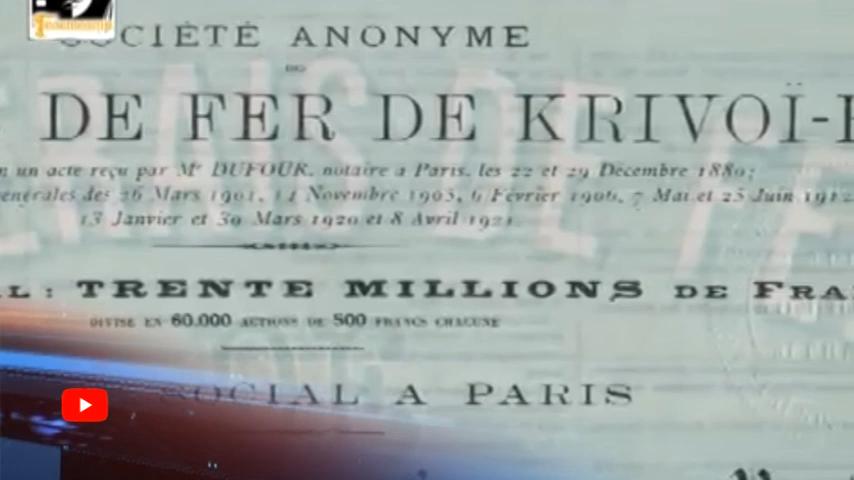 SOCIÉTÉ ANONYME
DE FER DE KRIVOÏ-
un acte reçu par Mᵉ DUFOUR, notaire a Paris, les 22 et 29 Décembre 1880;
générales des 26 Mars 1901, 14 Novembre 1905, 6 Février 1906, 7 Mai et 25 Juin 1912
13 Janvier et 30 Mars 1920 et 8 Avril 1921
: TRENTE MILLIONS DE FRA
DIVISÉ EN 60.000 ACTIONS DE 500 FRANCS CHACUNE
SOCIAL A PARIS